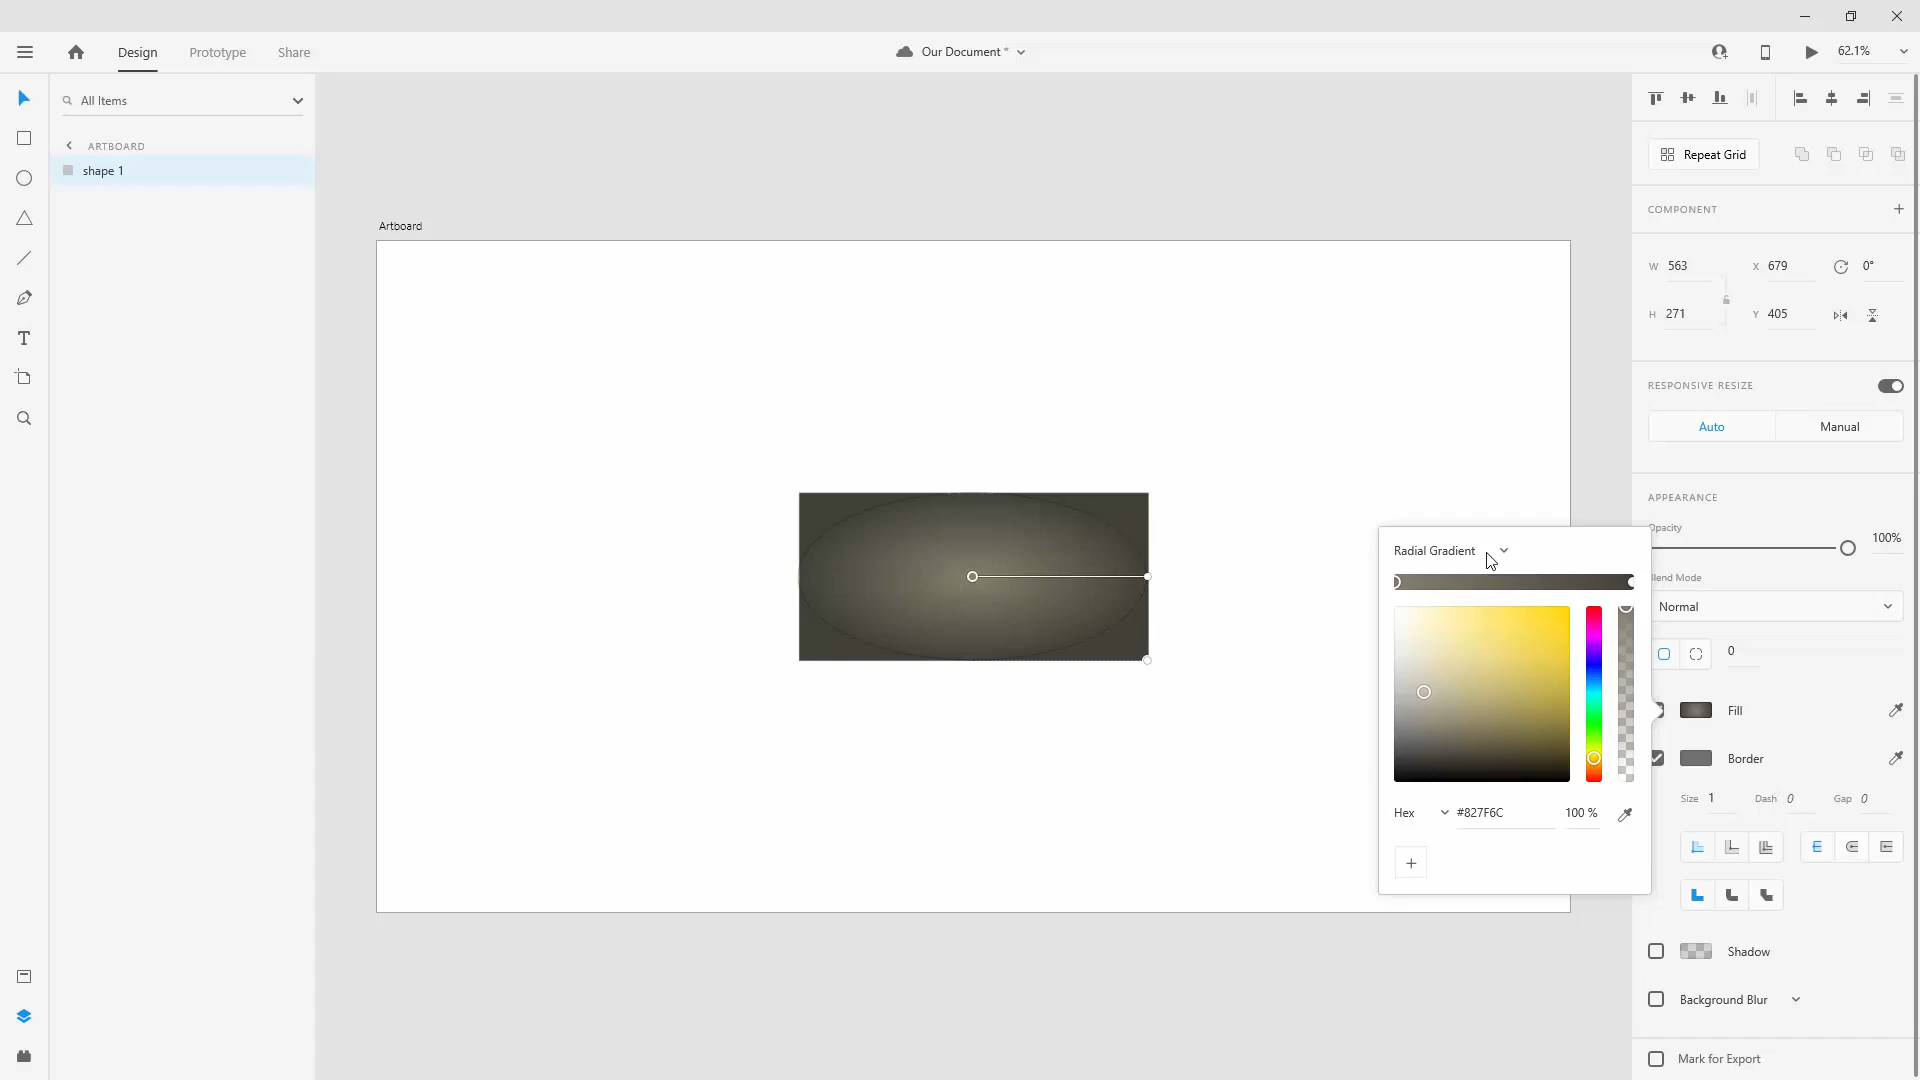 Design
Prototype
Share
Our Document *
62.1%
All Items
ARTBOARD
shape 1
Artboard
Repeat Grid
COMPONENT
W 563
X 679
0°
H 271
Y 405
RESPONSIVE RESIZE
Auto
Manual
APPEARANCE
Opacity
100%
Blend Mode
Normal
0
Radial Gradient
Fill
Border
Size 1
Dash 0
Gap 0
Hex
#827F6C
100 %
+
Shadow
Background Blur
Mark for Export